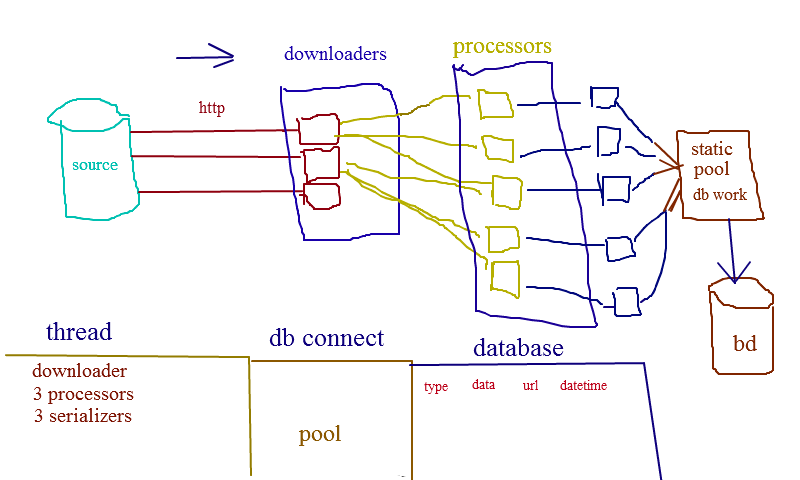 downloaders
processors
http
source
static
pool
db work
bd
thread
db connect
database
downloader
3 processors
3 serializers
pool
type data url datetime